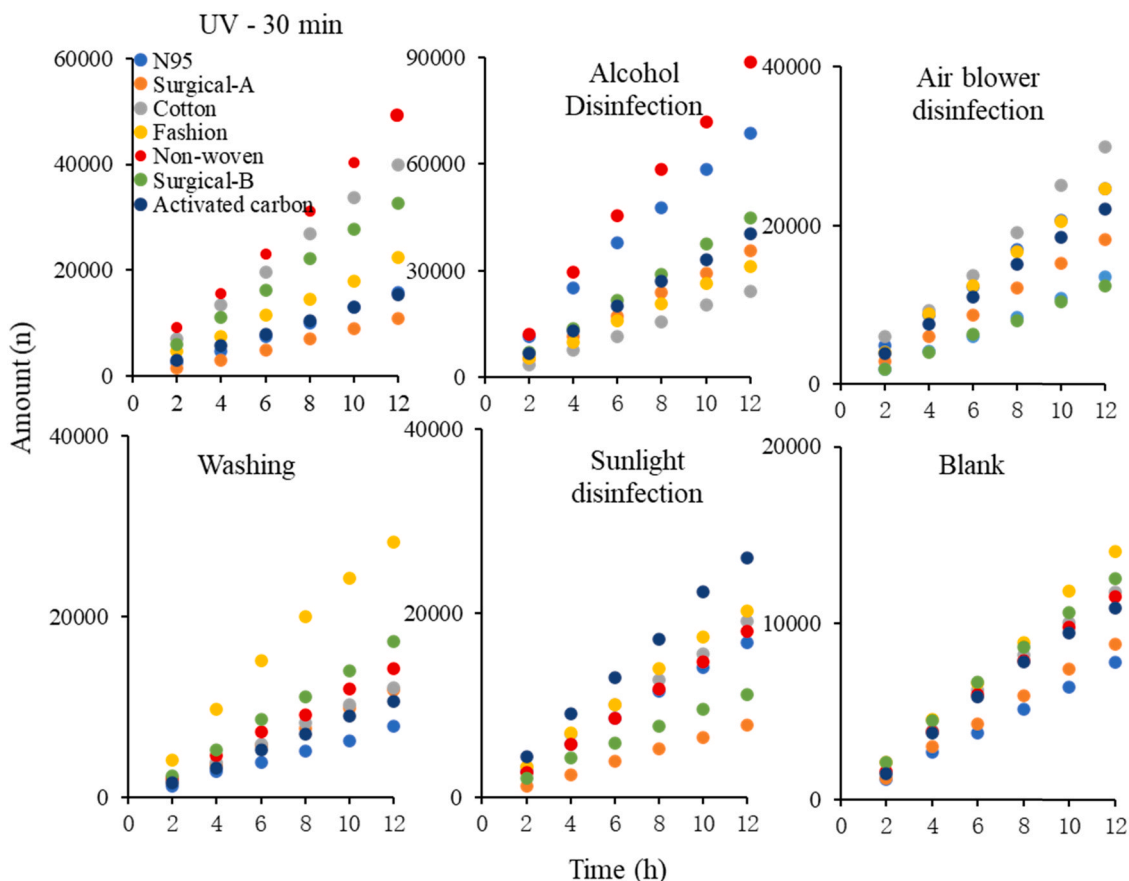 UV - 30 min
60000
40000
20000
0
0 2 4 6 8 10 12
N95
Surgical-A
Cotton
Fashion
Non-woven
Surgical-B
Activated carbon
Alcohol
Disinfection
90000
60000
30000
0
0 2 4 6 8 10 12
Air blower
disinfection
40000
20000
0
0 2 4 6 8 10 12
Amount (n)
Washing
40000
20000
0
0 2 4 6 8 10 12
Sunlight
disinfection
40000
20000
0
0 2 4 6 8 10 12
Blank
20000
10000
0
0 2 4 6 8 10 12
Time (h)